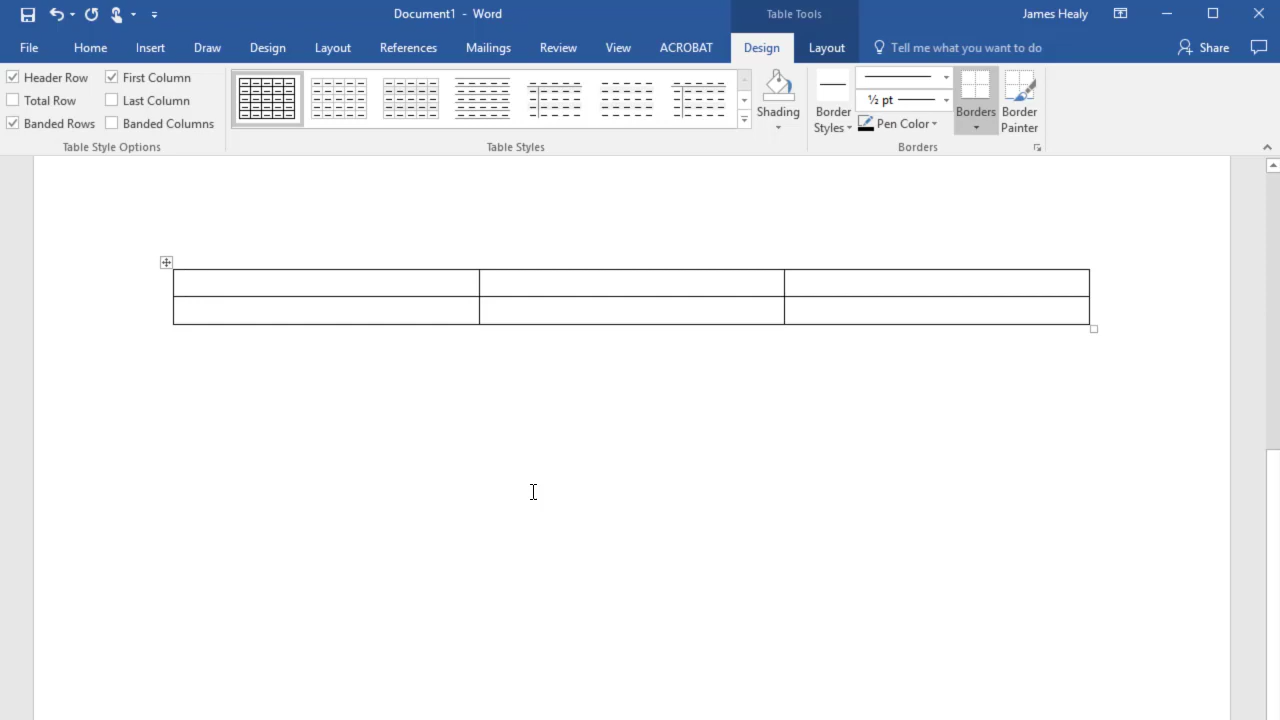 Document1 - Word
Table Tools
James Healy
File Home Insert Draw Design Layout References Mailings Review View ACROBAT Design Layout Tell me what you want to do Share
Header Row First Column
Total Row Last Column
Banded Rows Banded Columns
Table Style Options
Table Styles
Shading
Border Styles
½ pt
Pen Color
Borders
Border Painter
Borders